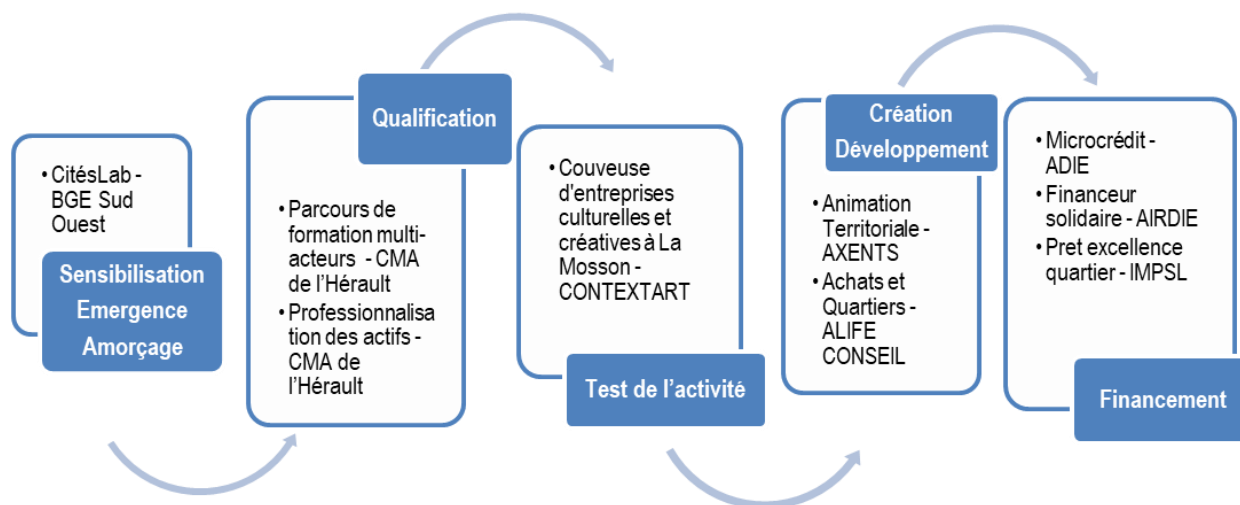 • CitésLab -
BGE Sud
Ouest
Sensibilisation
Emergence
Amorçage
Qualification
• Parcours de
formation multi-
acteurs - CMA
de l'Hérault
• Professionnalisa
tion des actifs -
CMA de
l'Hérault
• Couveuse
d'entreprises
culturelles et
créatives à La
Mosson -
CONTEXTART
Test de l'activité
Création
Développement
• Animation
Territoriale -
AXENTS
• Achats et
Quartiers -
ALIFE
CONSEIL
• Microcrédit -
ADIE
• Financeur
solidaire - AIRDIE
• Pret excellence
quartier - IMPSL
Financement